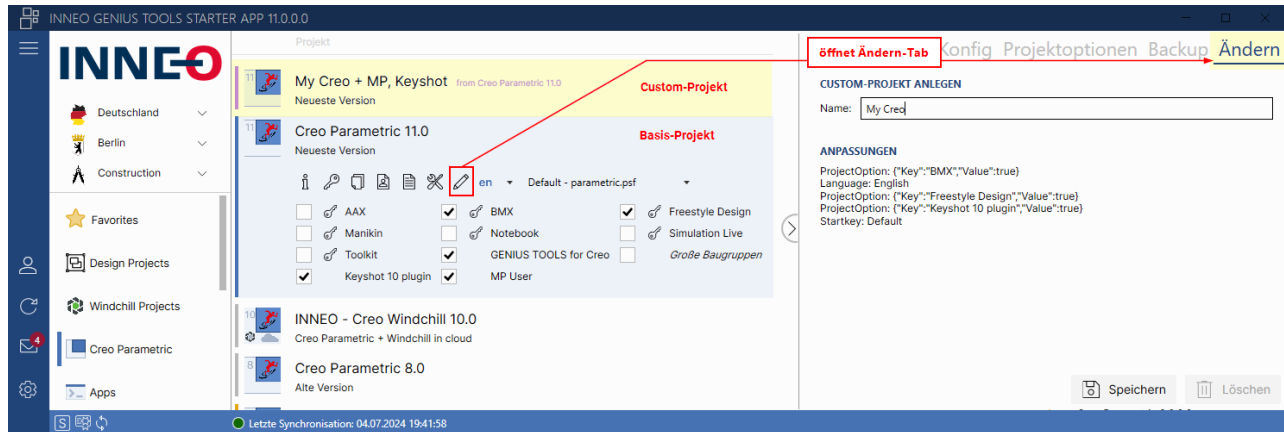 INNEO GENIUS TOOLS STARTER APP 11.0.0.0
INNEO
Deutschland
Berlin
Construction
Favorites
Design Projects
Windchill Projects
Creo Parametric
Apps
4
Projekt
11
My Creo + MP, Keyshot from Creo Parametric 11.0
Neueste Version
Custom-Projekt
11
Creo Parametric 11.0
Neueste Version
Basis-Projekt
en Default - parametric.psf
AAX BMX Freestyle Design
Manikin Notebook Simulation Live
Toolkit GENIUS TOOLS for Creo Große Baugruppen
Keyshot 10 plugin MP User
10
INNEO - Creo Windchill 10.0
Creo Parametric + Windchill in cloud
8
Creo Parametric 8.0
Alte Version
öffnet Ändern-Tab
Konfig Projektoptionen Backup Ändern
CUSTOM-PROJEKT ANLEGEN
Name: My Creo
ANPASSUNGEN
ProjectOption: {"Key":"BMX","Value":true}
Language: English
ProjectOption: {"Key":"Freestyle Design","Value":true}
ProjectOption: {"Key":"Keyshot 10 plugin","Value":true}
Startkey: Default
Speichern Löschen
S
Letzte Synchronisation: 04.07.2024 19:41:58